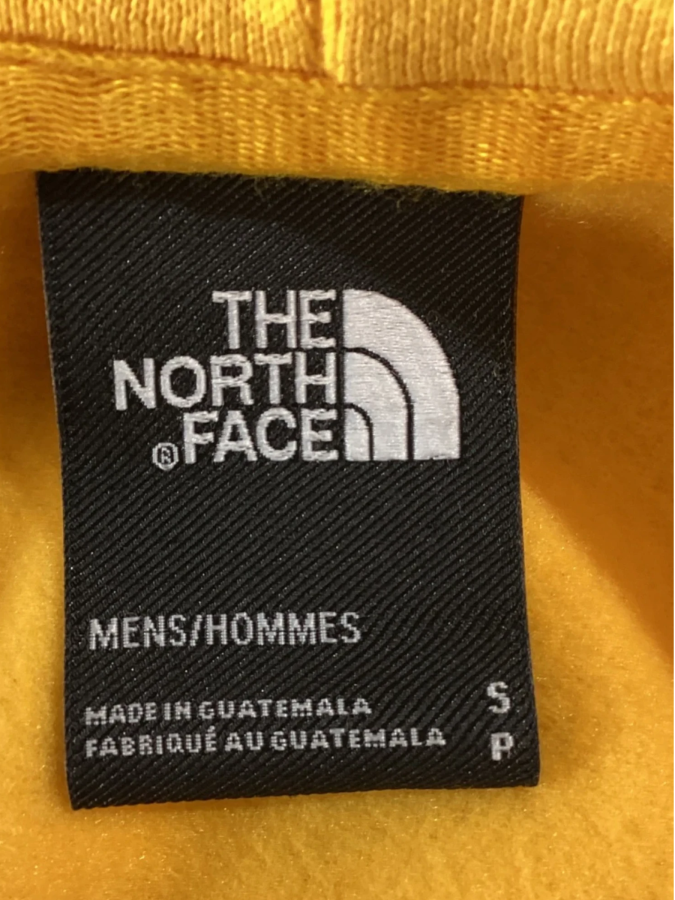 THE
NORTH
®FACE
MENS/HOMMES
MADE IN GUATEMALA S
FABRIQUÉ AU GUATEMALA P